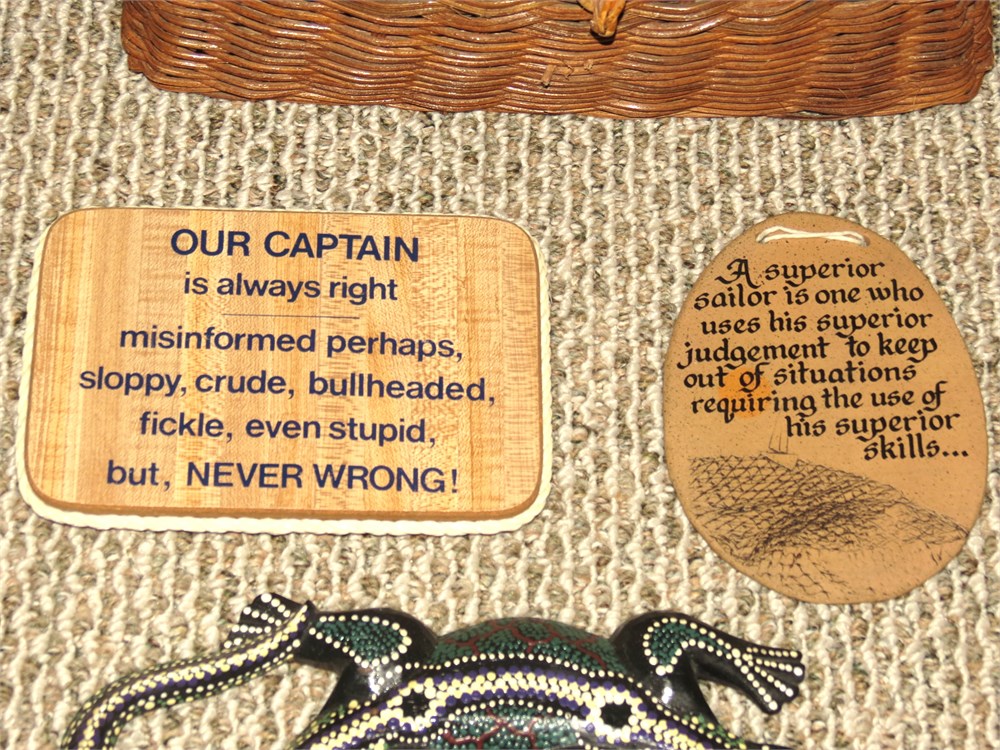 OUR CAPTAIN
is always right
misinformed perhaps,
sloppy, crude, bullheaded,
fickle, even stupid,
but, NEVER WRONG!
A superior
sailor is one who
uses his superior
judgement to keep
out of situations
requiring the use of
his superior
skills...